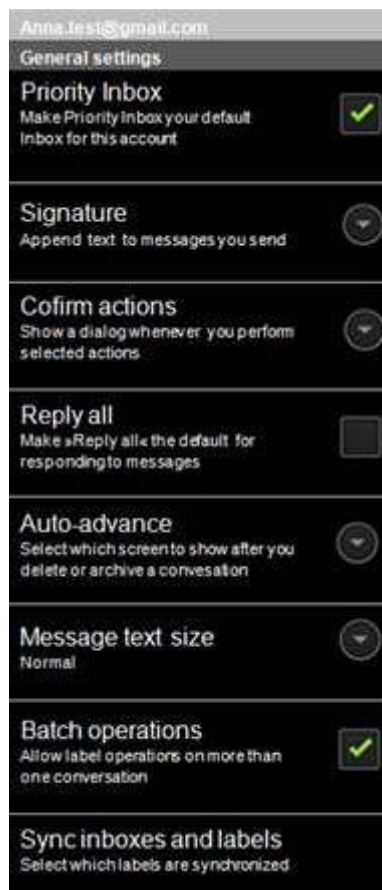 Anna.test@gmail.com
General settings
Priority Inbox
Make Priority Inbox your default
Inbox for this account
Signature
Append text to messages you send
Cofirm actions
Show a dialog whenever you perform
selected actions
Reply all
Make »Reply all« the default for
responding to messages
Auto-advance
Select which screen to show after you
delete or archive a convesation
Message text size
Normal
Batch operations
Allow label operations on more than
one conversation
Sync inboxes and labels
Select which labels are synchronized